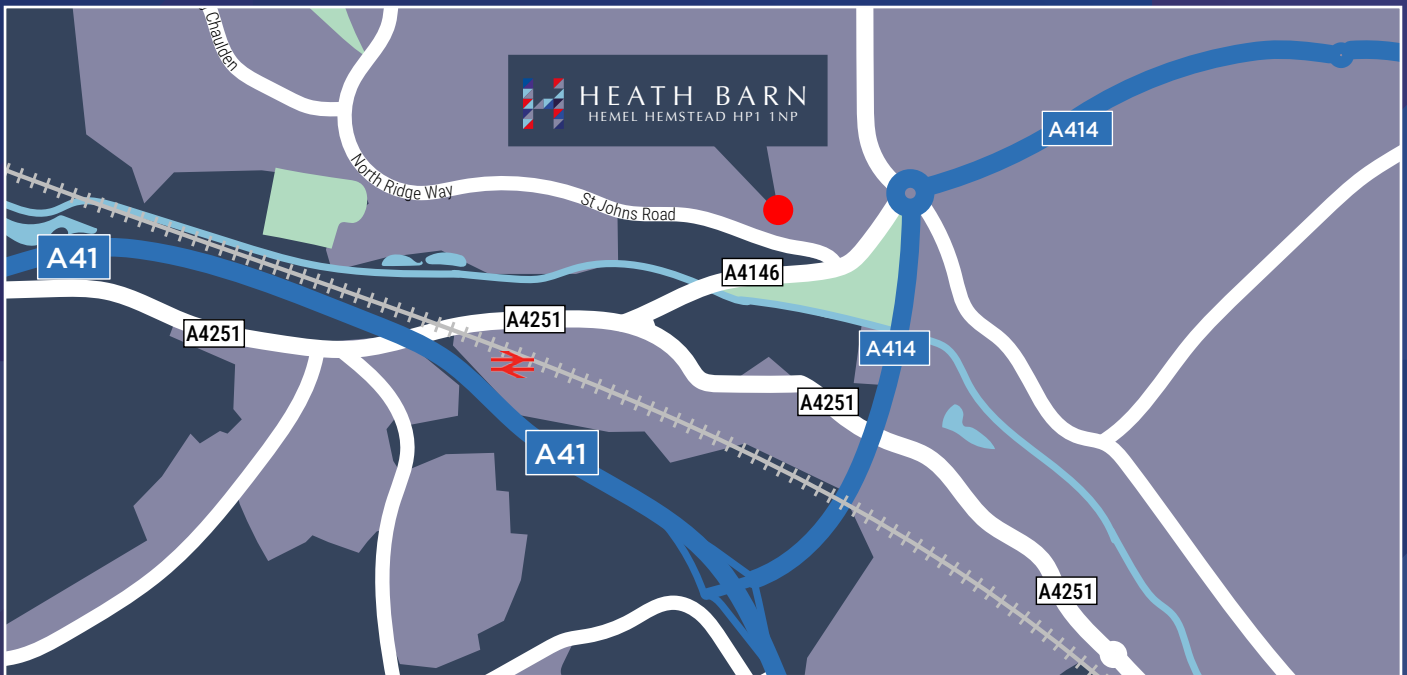 Chaulden
HEATH BARN
HEMEL HEMSTEAD HP1 1NP
A414
North Ridge Way
St Johns Road
A41
A4146
A4251
A4251
A414
A4251
A41
A4251